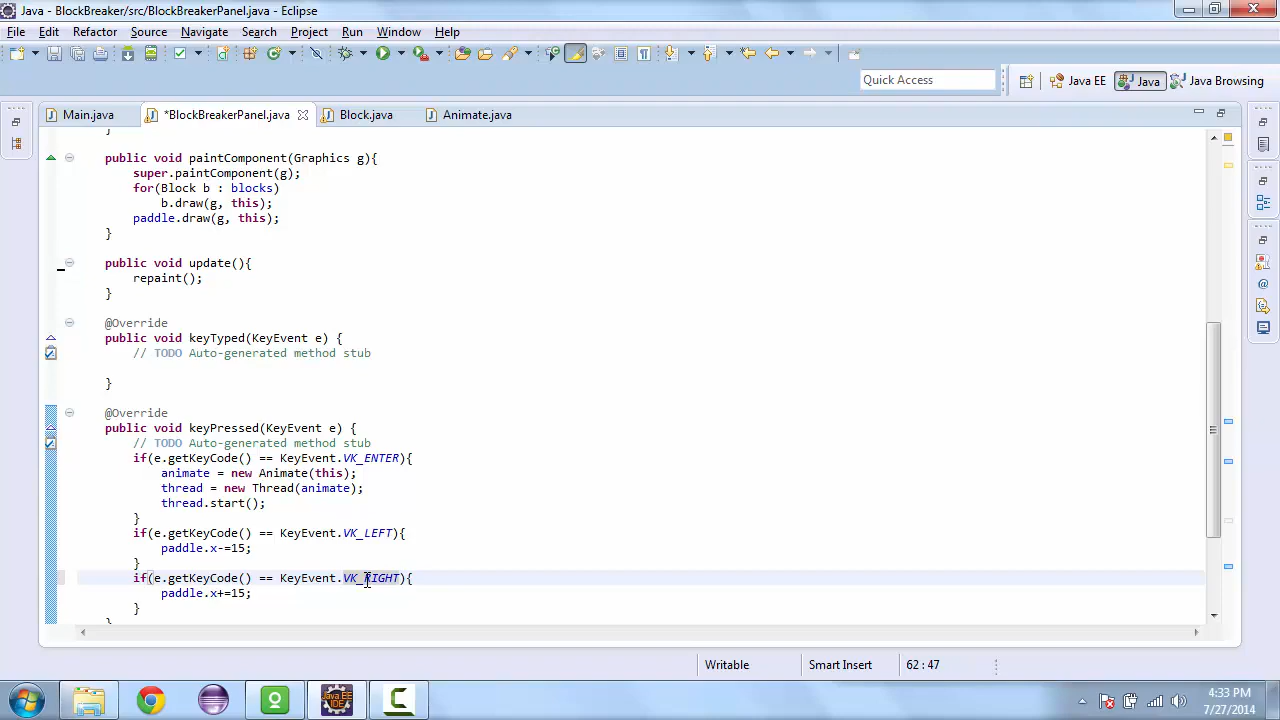 Java - BlockBreaker/src/BlockBreakerPanel.java - Eclipse
File Edit Refactor Source Navigate Search Project Run Window Help
Quick Access
Java EE
Java
Java Browsing
Main.java
*BlockBreakerPanel.java
Block.java
Animate.java
}
public void paintComponent(Graphics g){
super.paintComponent(g);
for(Block b : blocks)
b.draw(g, this);
paddle.draw(g, this);
}
public void update(){
repaint();
}
@Override
public void keyTyped(KeyEvent e) {
// TODO Auto-generated method stub
}
@Override
public void keyPressed(KeyEvent e) {
// TODO Auto-generated method stub
if(e.getKeyCode() == KeyEvent.VK_ENTER){
animate = new Animate(this);
thread = new Thread(animate);
thread.start();
}
if(e.getKeyCode() == KeyEvent.VK_LEFT){
paddle.x-=15;
}
if(e.getKeyCode() == KeyEvent.VK_RIGHT){
paddle.x+=15;
}
}
Writable
Smart Insert
62 : 47
Java EE
IDE
4:33 PM
7/27/2014